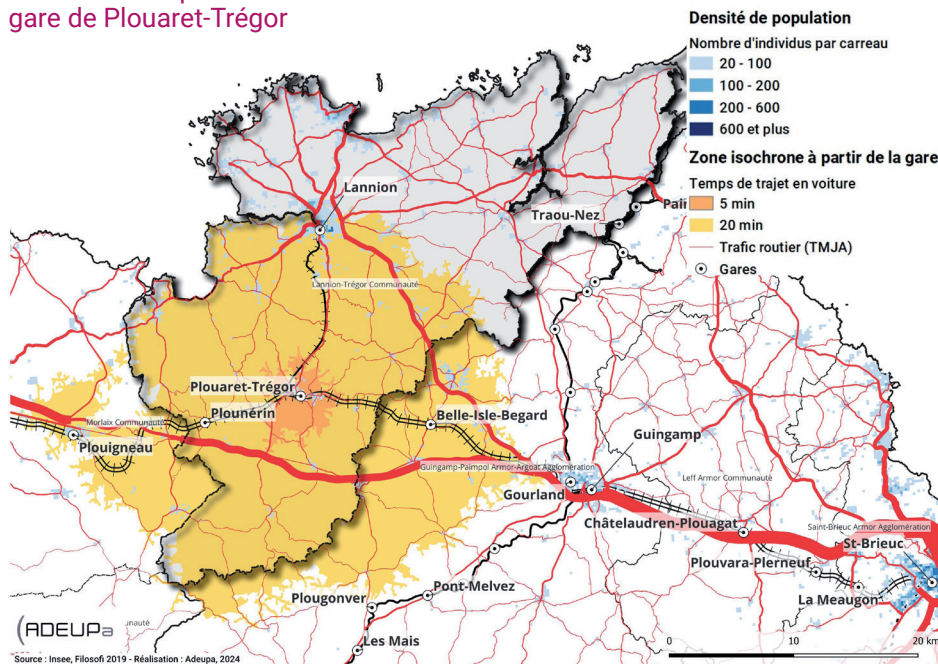 gare de Plouaret-Trégor
Densité de population
Nombre d'individus par carreau
20 - 100
100 - 200
200 - 600
600 et plus
Zone isochrone à partir de la gare
Temps de trajet en voiture
5 min
20 min
Trafic routier (TMJA)
Gares
Lannion
Traou-Nez
Lannion-Trégor Communauté
Plouaret-Trégor
Plounérin
Belle-Isle-Begard
Morlaix Communauté
Plouigneau
Guingamp
Guingamp-Paimpol Armor-Argoat Agglomération
Gourland
Leff Armor Communauté
Châtelaudren-Plouagat
Saint-Brieuc Armor Agglomération
St-Brieuc
Plouvara-Plerneuf
La Meaugon
Pont-Melvez
Plougonver
Les Mais
ADEUPa
0 10 20 km
Source : Insee, Filosofi 2019 - Réalisation : Adeupa, 2024